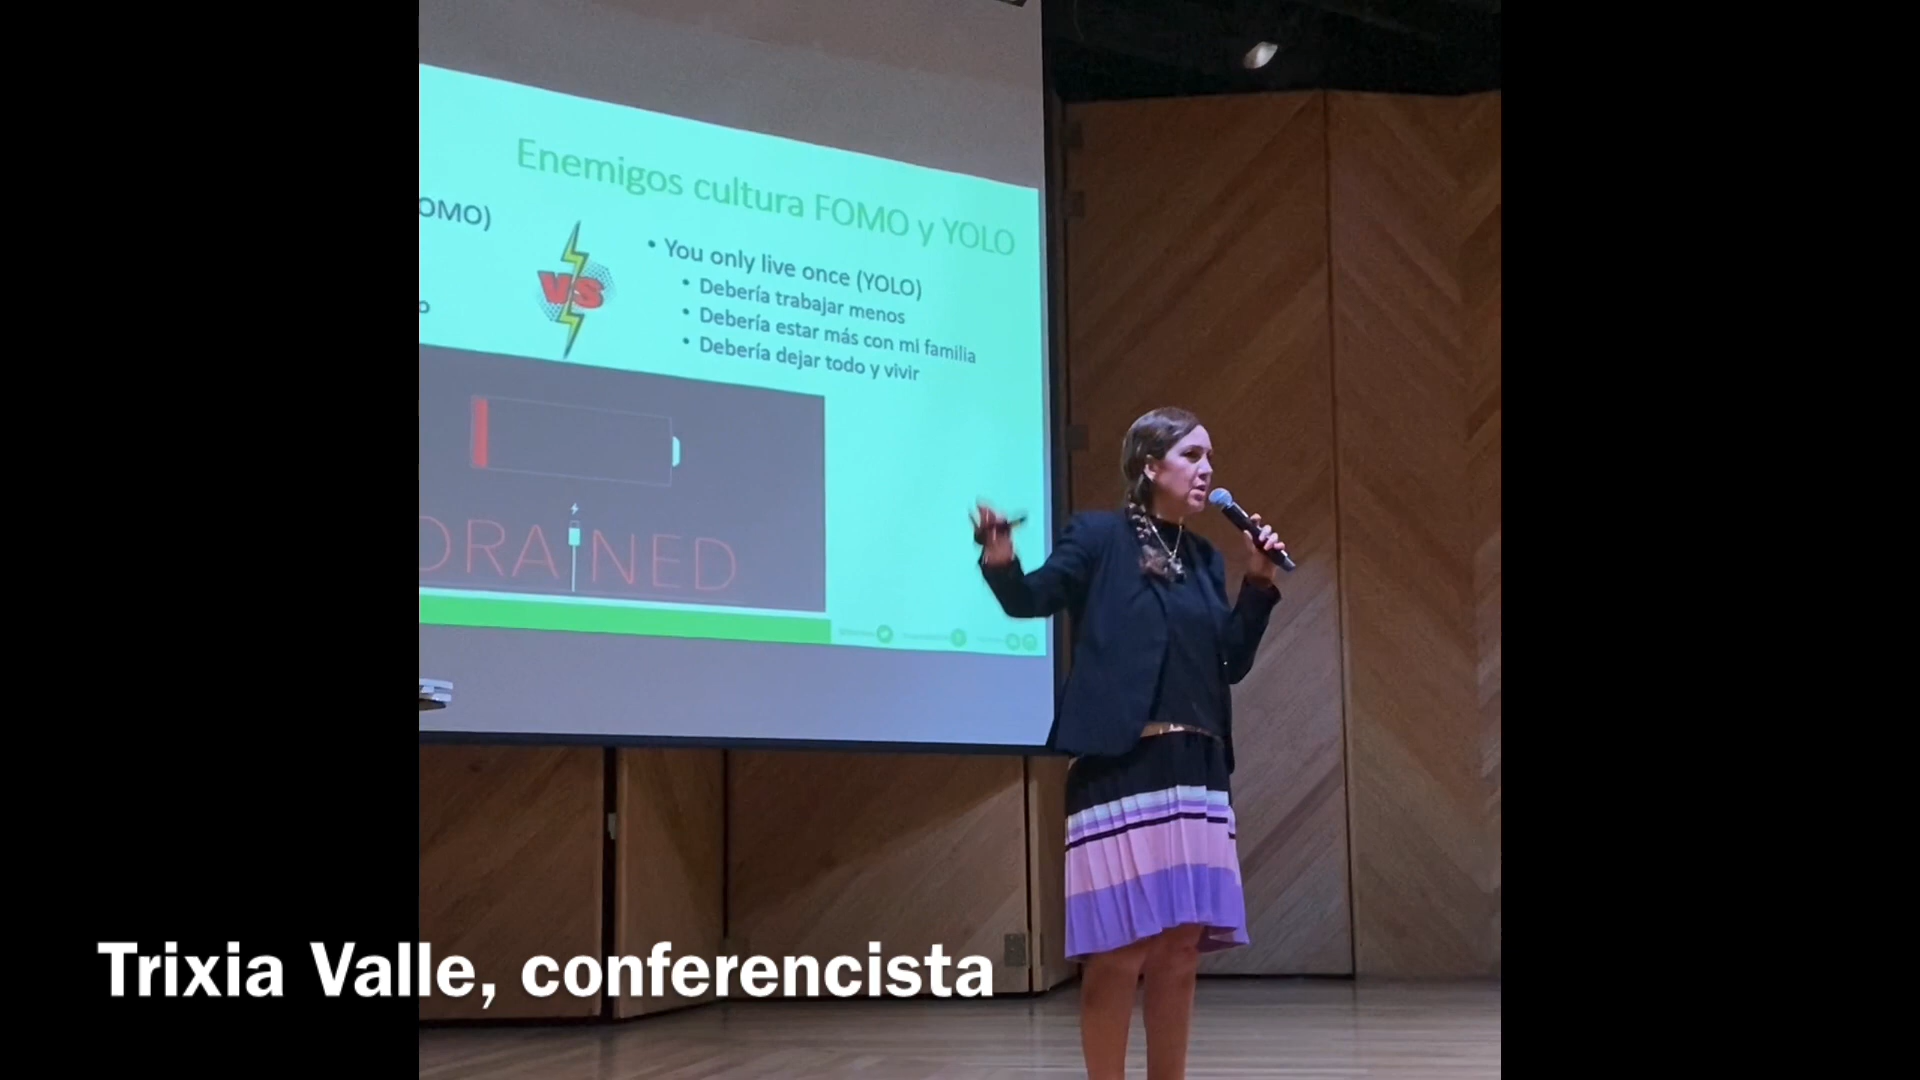 Enemigos cultura FOMO y YOLO
OMO)
o
VS
• You only live once (YOLO)
• Debería trabajar menos
• Debería estar más con mi familia
• Debería dejar todo y vivir
DRAINED
Trixia Valle, conferencista